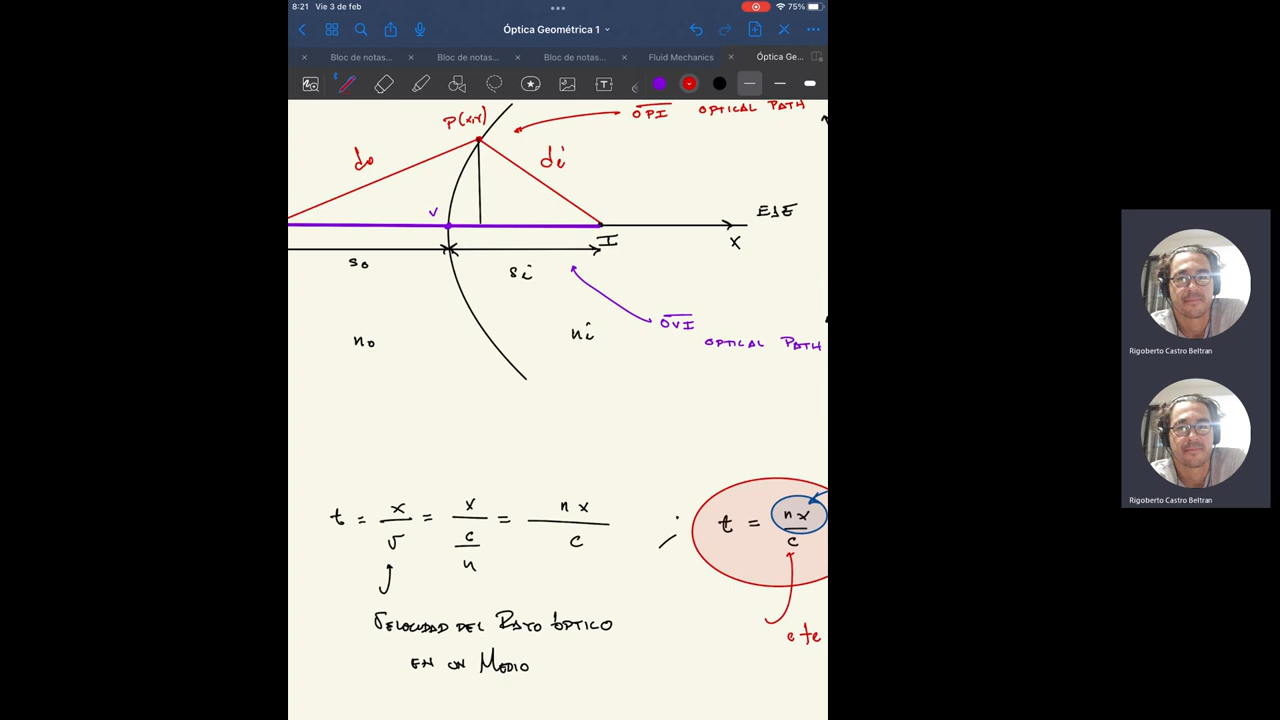 8:21 Vie 3 de feb
75%
Óptica Geométrica 1
Bloc de notas...
Bloc de notas...
Bloc de notas...
Fluid Mechanics
Óptica Ge...
P(x,y)
OPI OPTICAL PATH
do
di
V
EJE
I
X
so
si
OVI
OPTICAL PATH
no
ni
t = x/v = x/(c/n) = nx/c ; t = nx/c
VELOCIDAD DEL RAYO ÓPTICO
EN UN MEDIO
cte
Rigoberto Castro Beltran
Rigoberto Castro Beltran